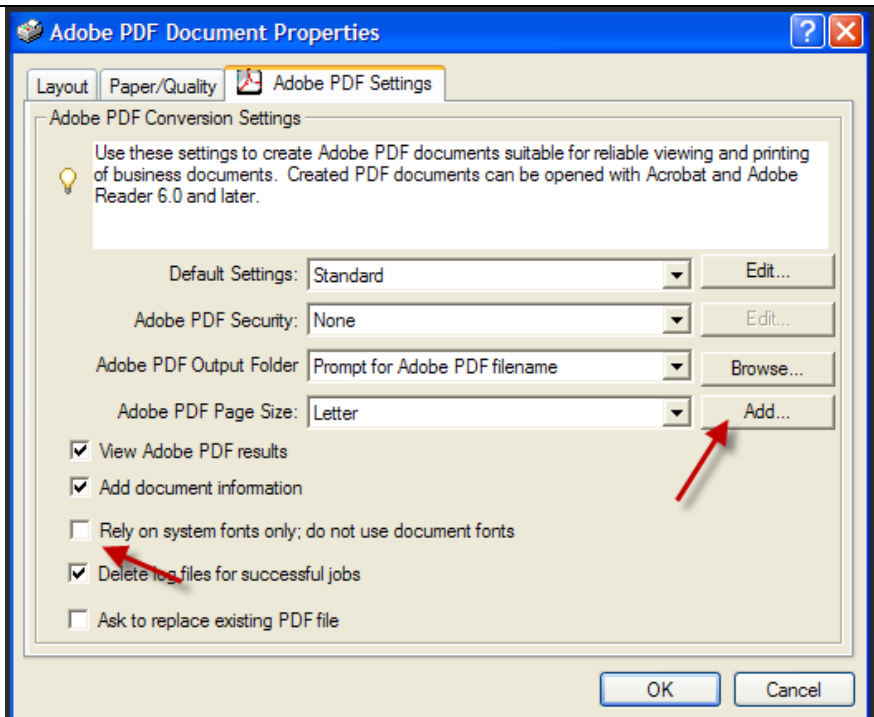 Adobe PDF Document Properties
Layout Paper/Quality Adobe PDF Settings
Adobe PDF Conversion Settings
Use these settings to create Adobe PDF documents suitable for reliable viewing and printing
of business documents. Created PDF documents can be opened with Acrobat and Adobe
Reader 6.0 and later.
Default Settings: Standard Edit...
Adobe PDF Security: None Edit...
Adobe PDF Output Folder Prompt for Adobe PDF filename Browse...
Adobe PDF Page Size: Letter Add...
View Adobe PDF results
Add document information
Rely on system fonts only; do not use document fonts
Delete log files for successful jobs
Ask to replace existing PDF file
OK Cancel